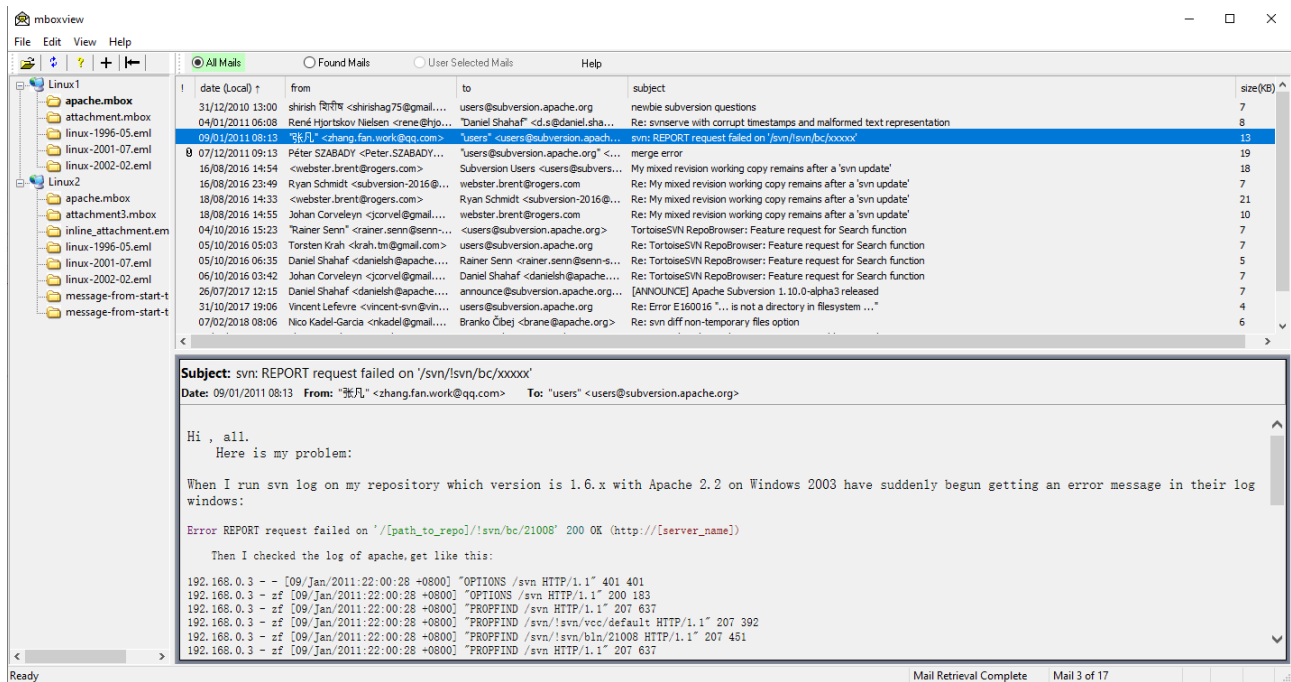 mboxview
File Edit View Help
All Mails Found Mails User Selected Mails Help
Linux1
apache.mbox
attachment.mbox
linux-1996-05.eml
linux-2001-07.eml
linux-2002-02.eml
Linux2
apache.mbox
attachment3.mbox
inline_attachment.em
linux-1996-05.eml
linux-2001-07.eml
linux-2002-02.eml
message-from-start-t
message-from-start-t
! date (Local) ↑ from to subject size(KB)
31/12/2010 13:00 shirish शिरीष <shirishag75@gmail.... users@subversion.apache.org newbie subversion questions 7
04/01/2011 06:08 René Hjortskov Nielsen <rene@hjo... "Daniel Shahaf" <d.s@daniel.sha... Re: svnserve with corrupt timestamps and malformed text representation 8
09/01/2011 08:13 "张凡" <zhang.fan.work@qq.com> "users" <users@subversion.apach... svn: REPORT request failed on '/svn/!svn/bc/xxxxx' 13
07/12/2011 09:13 Péter SZABADY <Peter.SZABADY... "users@subversion.apache.org" <... merge error 19
16/08/2016 14:54 <webster.brent@rogers.com> Subversion Users <users@subvers... My mixed revision working copy remains after a 'svn update' 18
16/08/2016 23:49 Ryan Schmidt <subversion-2016@... webster.brent@rogers.com Re: My mixed revision working copy remains after a 'svn update' 7
18/08/2016 14:33 <webster.brent@rogers.com> Ryan Schmidt <subversion-2016@... Re: My mixed revision working copy remains after a 'svn update' 21
18/08/2016 14:55 Johan Corveleyn <jcorvel@gmail.... webster.brent@rogers.com Re: My mixed revision working copy remains after a 'svn update' 10
04/10/2016 15:23 "Rainer Senn" <rainer.senn@senn-... <users@subversion.apache.org> TortoiseSVN RepoBrowser: Feature request for Search function 7
05/10/2016 05:03 Torsten Krah <krah.tm@gmail.com> users@subversion.apache.org Re: TortoiseSVN RepoBrowser: Feature request for Search function 7
05/10/2016 06:35 Daniel Shahaf <danielsh@apache.... Rainer Senn <rainer.senn@senn-s... Re: TortoiseSVN RepoBrowser: Feature request for Search function 5
06/10/2016 03:42 Johan Corveleyn <jcorvel@gmail.... Daniel Shahaf <danielsh@apache.... Re: TortoiseSVN RepoBrowser: Feature request for Search function 7
26/07/2017 12:15 Daniel Shahaf <danielsh@apache.... announce@subversion.apache.org... [ANNOUNCE] Apache Subversion 1.10.0-alpha3 released 7
31/10/2017 19:06 Vincent Lefevre <vincent-svn@vin... users@subversion.apache.org Re: Error E160016 "... is not a directory in filesystem ..." 4
07/02/2018 08:06 Nico Kadel-Garcia <nkadel@gmail.... Branko Čibej <brane@apache.org> Re: svn diff non-temporary files option 6
Subject: svn: REPORT request failed on '/svn/!svn/bc/xxxxx'
Date: 09/01/2011 08:13 From: "张凡" <zhang.fan.work@qq.com> To: "users" <users@subversion.apache.org>
Hi , all.
Here is my problem:
When I run svn log on my repository which version is 1.6.x with Apache 2.2 on Windows 2003 have suddenly begun getting an error message in their log
windows:
Error REPORT request failed on '/[path_to_repo]/!svn/bc/21008' 200 OK (http://[server_name])
Then I checked the log of apache,get like this:
192.168.0.3 - - [09/Jan/2011:22:00:28 +0800] "OPTIONS /svn HTTP/1.1" 401 401
192.168.0.3 - zf [09/Jan/2011:22:00:28 +0800] "OPTIONS /svn HTTP/1.1" 200 183
192.168.0.3 - zf [09/Jan/2011:22:00:28 +0800] "PROPFIND /svn HTTP/1.1" 207 637
192.168.0.3 - zf [09/Jan/2011:22:00:28 +0800] "PROPFIND /svn/!svn/vcc/default HTTP/1.1" 207 392
192.168.0.3 - zf [09/Jan/2011:22:00:28 +0800] "PROPFIND /svn/!svn/bln/21008 HTTP/1.1" 207 451
192.168.0.3 - zf [09/Jan/2011:22:00:28 +0800] "PROPFIND /svn HTTP/1.1" 207 637
Ready Mail Retrieval Complete Mail 3 of 17